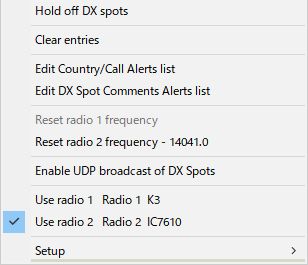 Hold off DX spots
Clear entries
Edit Country/Call Alerts list
Edit DX Spot Comments Alerts list
Reset radio 1 frequency
Reset radio 2 frequency - 14041.0
Enable UDP broadcast of DX Spots
Use radio 1 Radio 1 K3
Use radio 2 Radio 2 IC7610
Setup